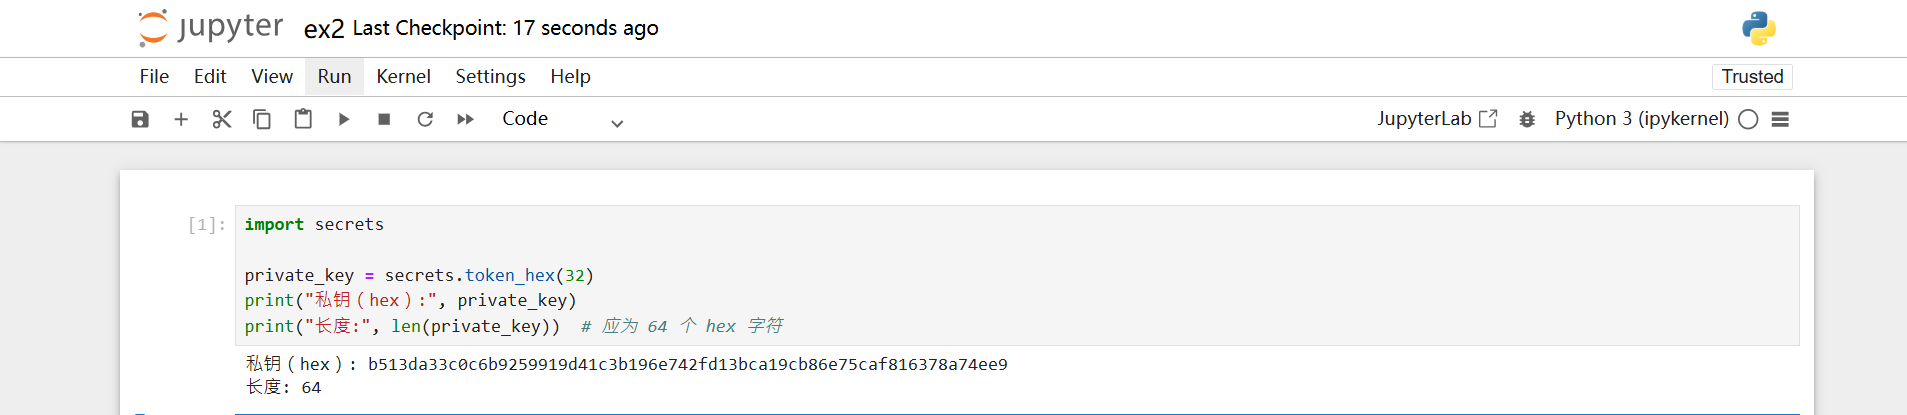 jupyter ex2 Last Checkpoint: 17 seconds ago
File Edit View Run Kernel Settings Help Trusted
Code JupyterLab Python 3 (ipykernel)
[1]: import secrets
private_key = secrets.token_hex(32)
print("私钥（hex）:", private_key)
print("长度:", len(private_key))  # 应为 64 个 hex 字符
私钥（hex）: b513da33c0c6b9259919d41c3b196e742fd13bca19cb86e75caf816378a74ee9
长度: 64